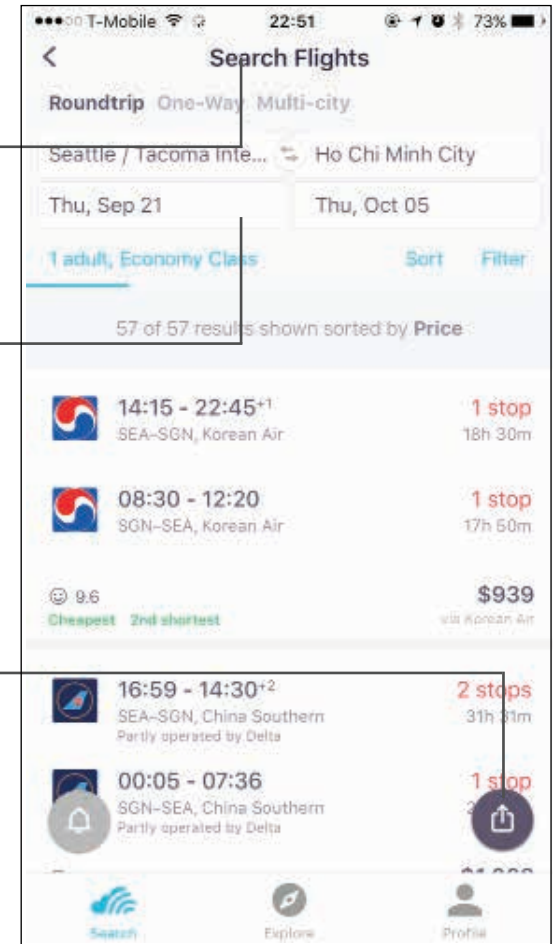 T-Mobile 22:51 73%
Search Flights
Roundtrip One-Way Multi-city
Seattle / Tacoma Inte... Ho Chi Minh City
Thu, Sep 21 Thu, Oct 05
1 adult, Economy Class Sort Filter
57 of 57 results shown sorted by Price
14:15 - 22:45+1 1 stop
SEA-SGN, Korean Air 18h 30m
08:30 - 12:20 1 stop
SGN-SEA, Korean Air 17h 50m
9.6 $939
Cheapest 2nd shortest via Korean Air
16:59 - 14:30+2 2 stops
SEA-SGN, China Southern 31h 31m
Partly operated by Delta
00:05 - 07:36 1 stop
SGN-SEA, China Southern
Partly operated by Delta
Search Explore Profile